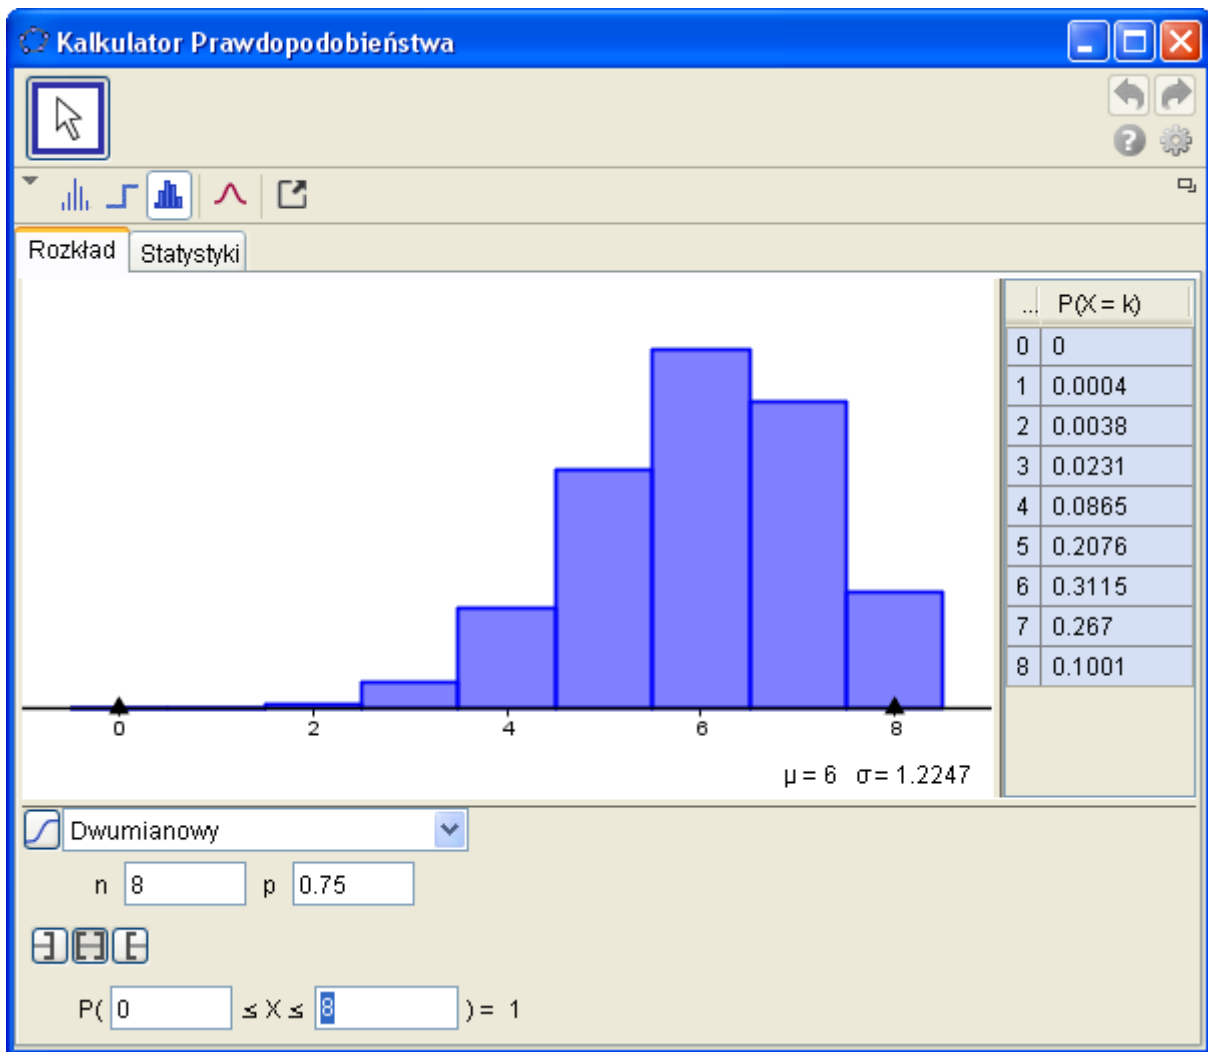 Kalkulator Prawdopodobieństwa
Rozkład Statystyki
... P(X = k)
0 0
1 0.0004
2 0.0038
3 0.0231
4 0.0865
5 0.2076
6 0.3115
7 0.267
8 0.1001
0 2 4 6 8
μ = 6 σ = 1.2247
Dwumianowy
n 8 p 0.75
P( 0 ≤ X ≤ 8 ) = 1